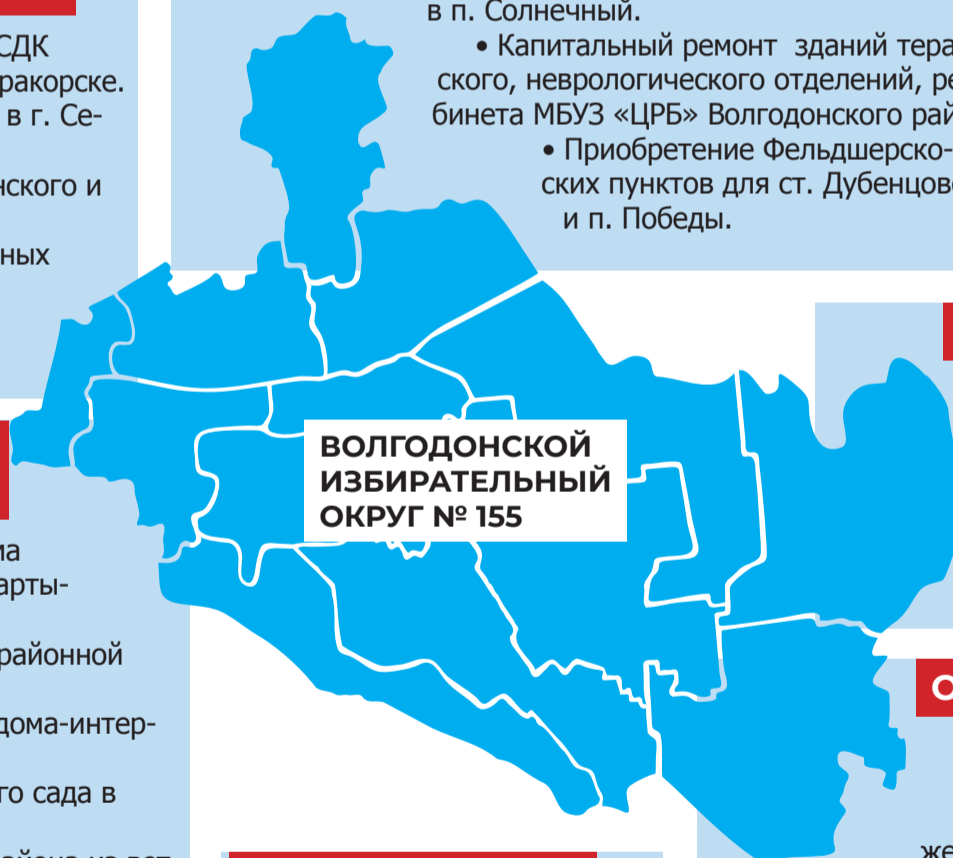 СДК
ракорске.
в г. Се-
нского и
ных
в п. Солнечный.
• Капитальный ремонт зданий тера
ского, неврологического отделений, ре
бинета МБУЗ «ЦРБ» Волгодонского рай
• Приобретение Фельдшерско-
ских пунктов для ст. Дубенцов
и п. Победы.
ВОЛГОДОНСКОЙ
ИЗБИРАТЕЛЬНЫЙ
ОКРУГ № 155
ма
арты-
районной
дома-интер-
го сада в
О
же